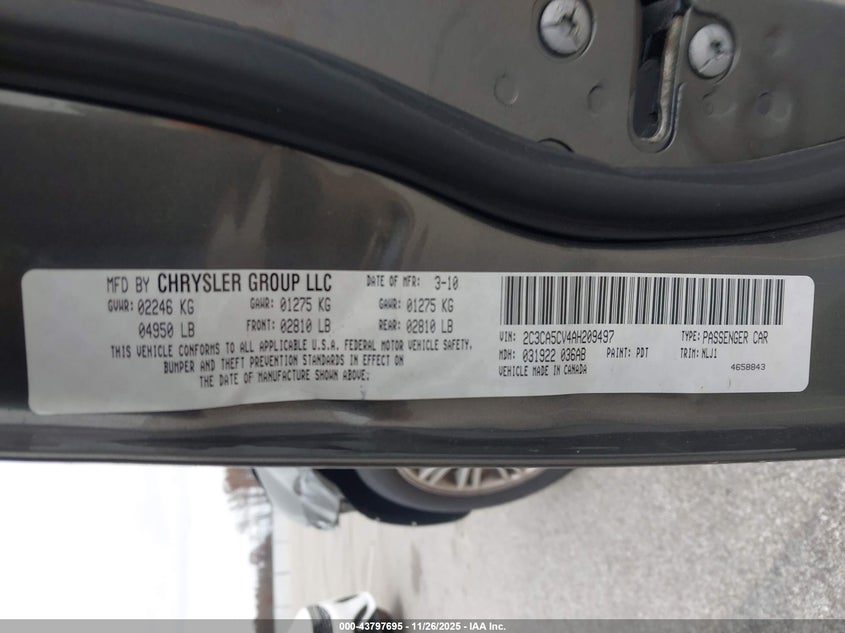 MFD BY CHRYSLER GROUP LLC DATE OF MFR: 3-10
GVWR: 02246 KG GAWR: 01275 KG GAWR: 01275 KG
04950 LB FRONT: 02810 LB REAR: 02810 LB
THIS VEHICLE CONFORMS TO ALL APPLICABLE U.S.A. FEDERAL MOTOR VEHICLE SAFETY,
BUMPER AND THEFT PREVENTION STANDARDS IN EFFECT ON
THE DATE OF MANUFACTURE SHOWN ABOVE:
VIN: 2C3CA5CV4AH209497 TYPE: PASSENGER CAR
MDH: 031922 036AB PAINT: PDT TRIM: NLJ1
VEHICLE MADE IN CANADA 4658843
000-43797695 - 11/26/2025 - IAA Inc.